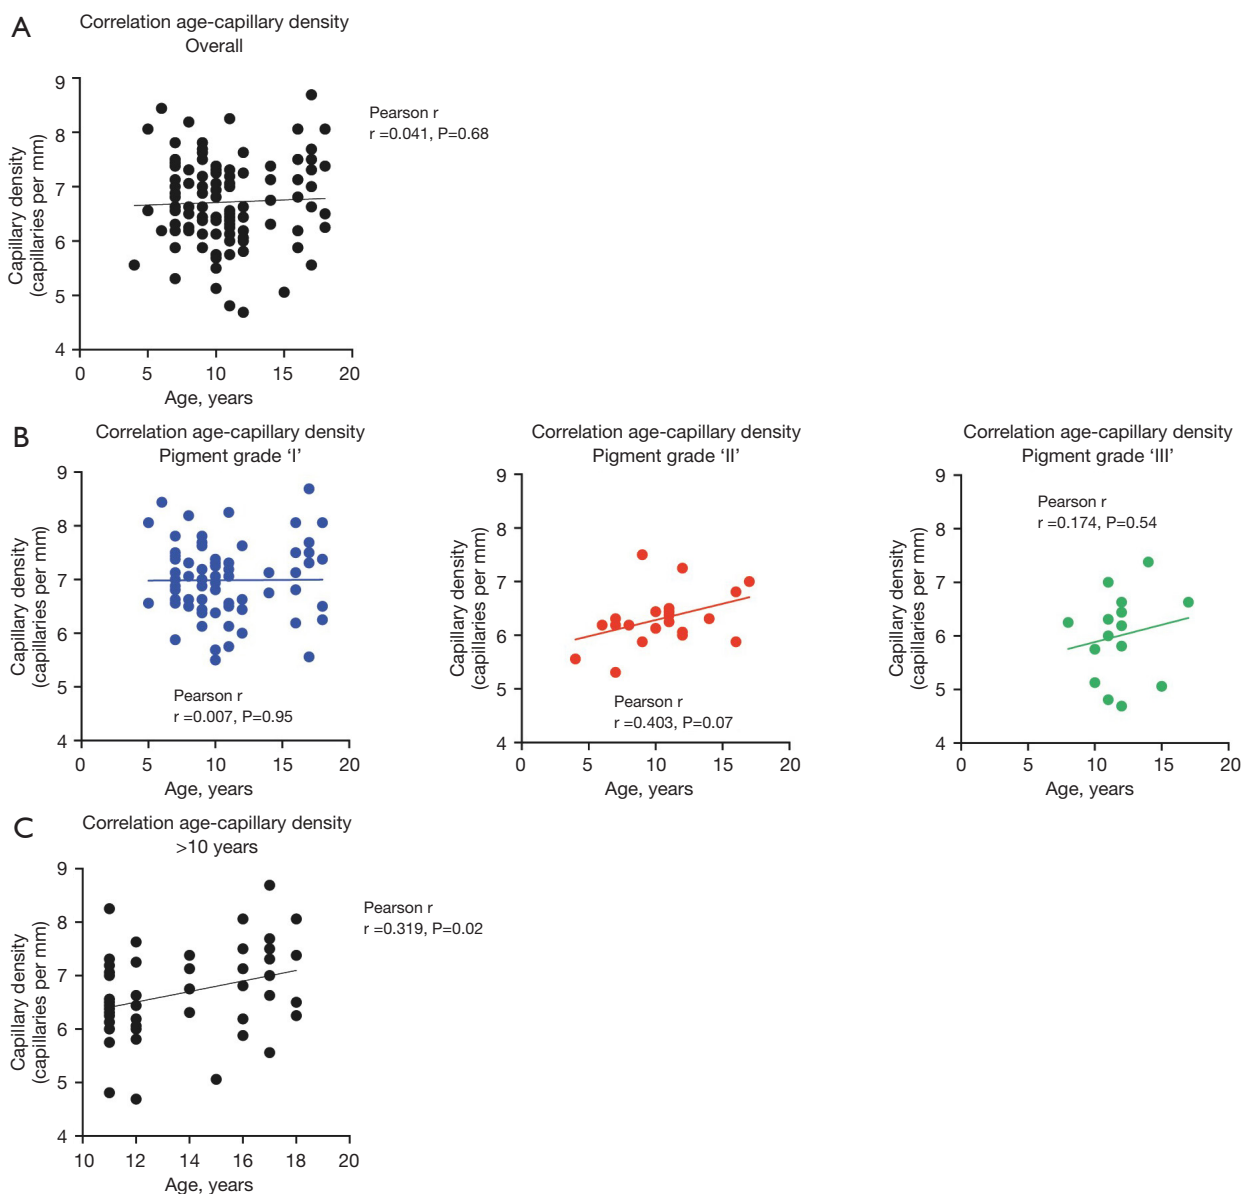 A
Correlation age-capillary density
Overall
Capillary density
(capillaries per mm)
9
8
7
6
5
4
0 5 10 15 20
Age, years
Pearson r
r =0.041, P=0.68
B
Correlation age-capillary density
Pigment grade ‘I’
Capillary density
(capillaries per mm)
9
8
7
6
5
4
Pearson r
r =0.007, P=0.95
0 5 10 15 20
Age, years
Correlation age-capillary density
Pigment grade ‘II’
Capillary density
(capillaries per mm)
9
8
7
6
5
4
Pearson r
r =0.403, P=0.07
0 5 10 15 20
Age, years
Correlation age-capillary density
Pigment grade ‘III’
Capillary density
(capillaries per mm)
9
8
7
6
5
4
Pearson r
r =0.174, P=0.54
0 5 10 15 20
Age, years
C
Correlation age-capillary density
>10 years
Capillary density
(capillaries per mm)
9
8
7
6
5
4
10 12 14 16 18 20
Age, years
Pearson r
r =0.319, P=0.02